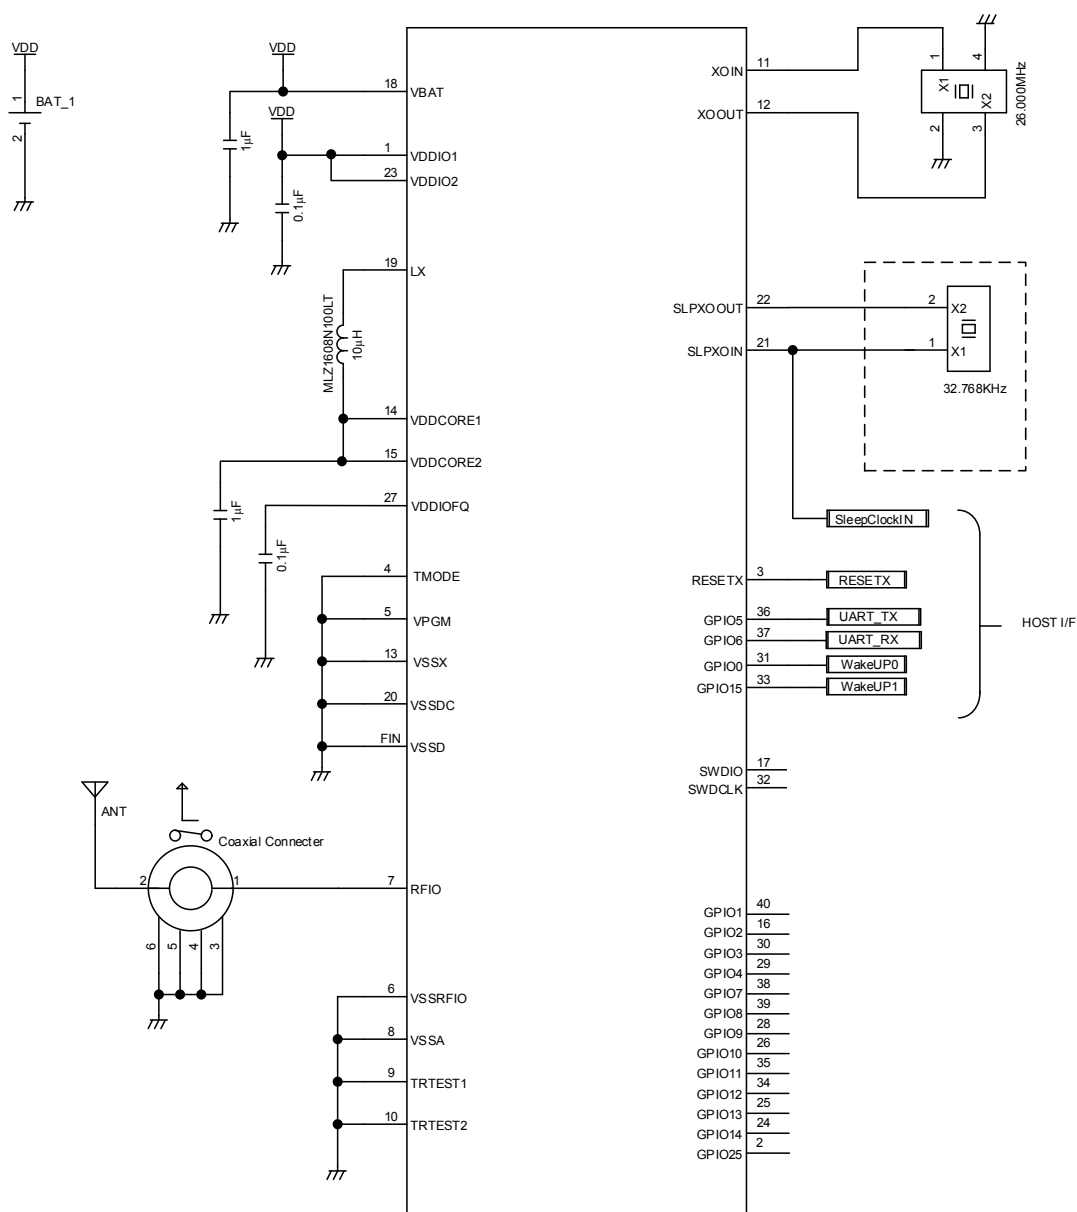 VDD
1
BAT_1
2
VDD
18
VBAT
1μF
VDD
1
VDDIO1
23
VDDIO2
0.1μF
19
LX
MLZ1608N100LT
10μH
14
VDDCORE1
15
VDDCORE2
1μF
27
VDDIOFQ
0.1μF
4
TMODE
5
VPGM
13
VSSX
20
VSSDC
FIN
VSSD
ANT
Coaxial Connecter
2
1
7
RFIO
6
5
4
3
6
VSSRFIO
8
VSSA
9
TRTEST1
10
TRTEST2
XOIN
11
XOOUT
12
1
4
X1
X2
2
3
26.000MHz
SLPXOOUT
22
2
X2
SLPXOIN
21
1
X1
32.768KHz
SleepClockIN
RESETX
3
RESETX
GPIO5
36
UART_TX
GPIO6
37
UART_RX
GPIO0
31
WakeUP0
GPIO15
33
WakeUP1
HOST I/F
SWDIO
17
SWDCLK
32
GPIO1
40
GPIO2
16
GPIO3
30
GPIO4
29
GPIO7
38
GPIO8
39
GPIO9
28
GPIO10
26
GPIO11
35
GPIO12
34
GPIO13
25
GPIO14
24
GPIO25
2